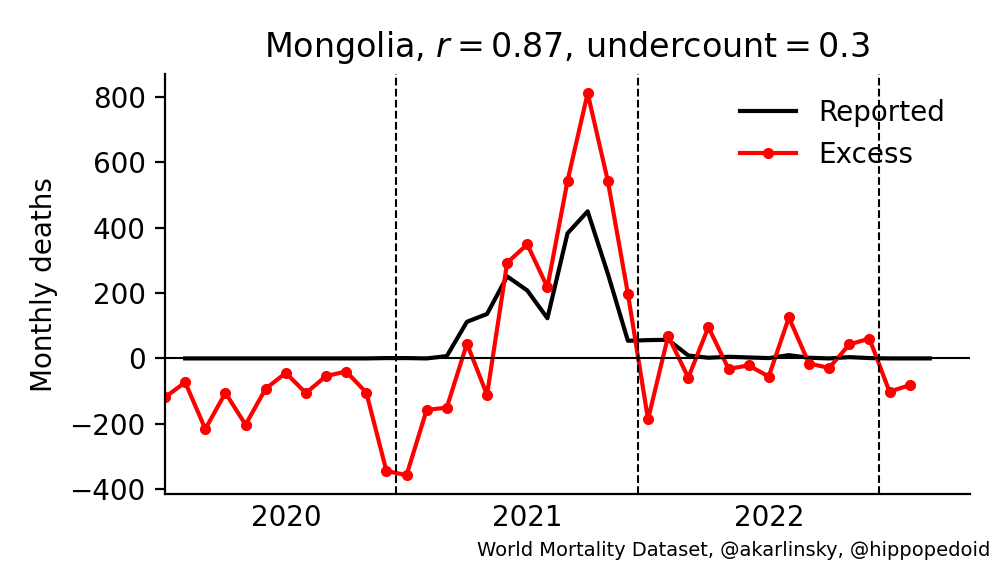 Mongolia, r = 0.87, undercount = 0.3
Monthly deaths
800
600
400
200
0
−200
−400
Reported
Excess
2020 2021 2022
World Mortality Dataset, @akarlinsky, @hippopedoid